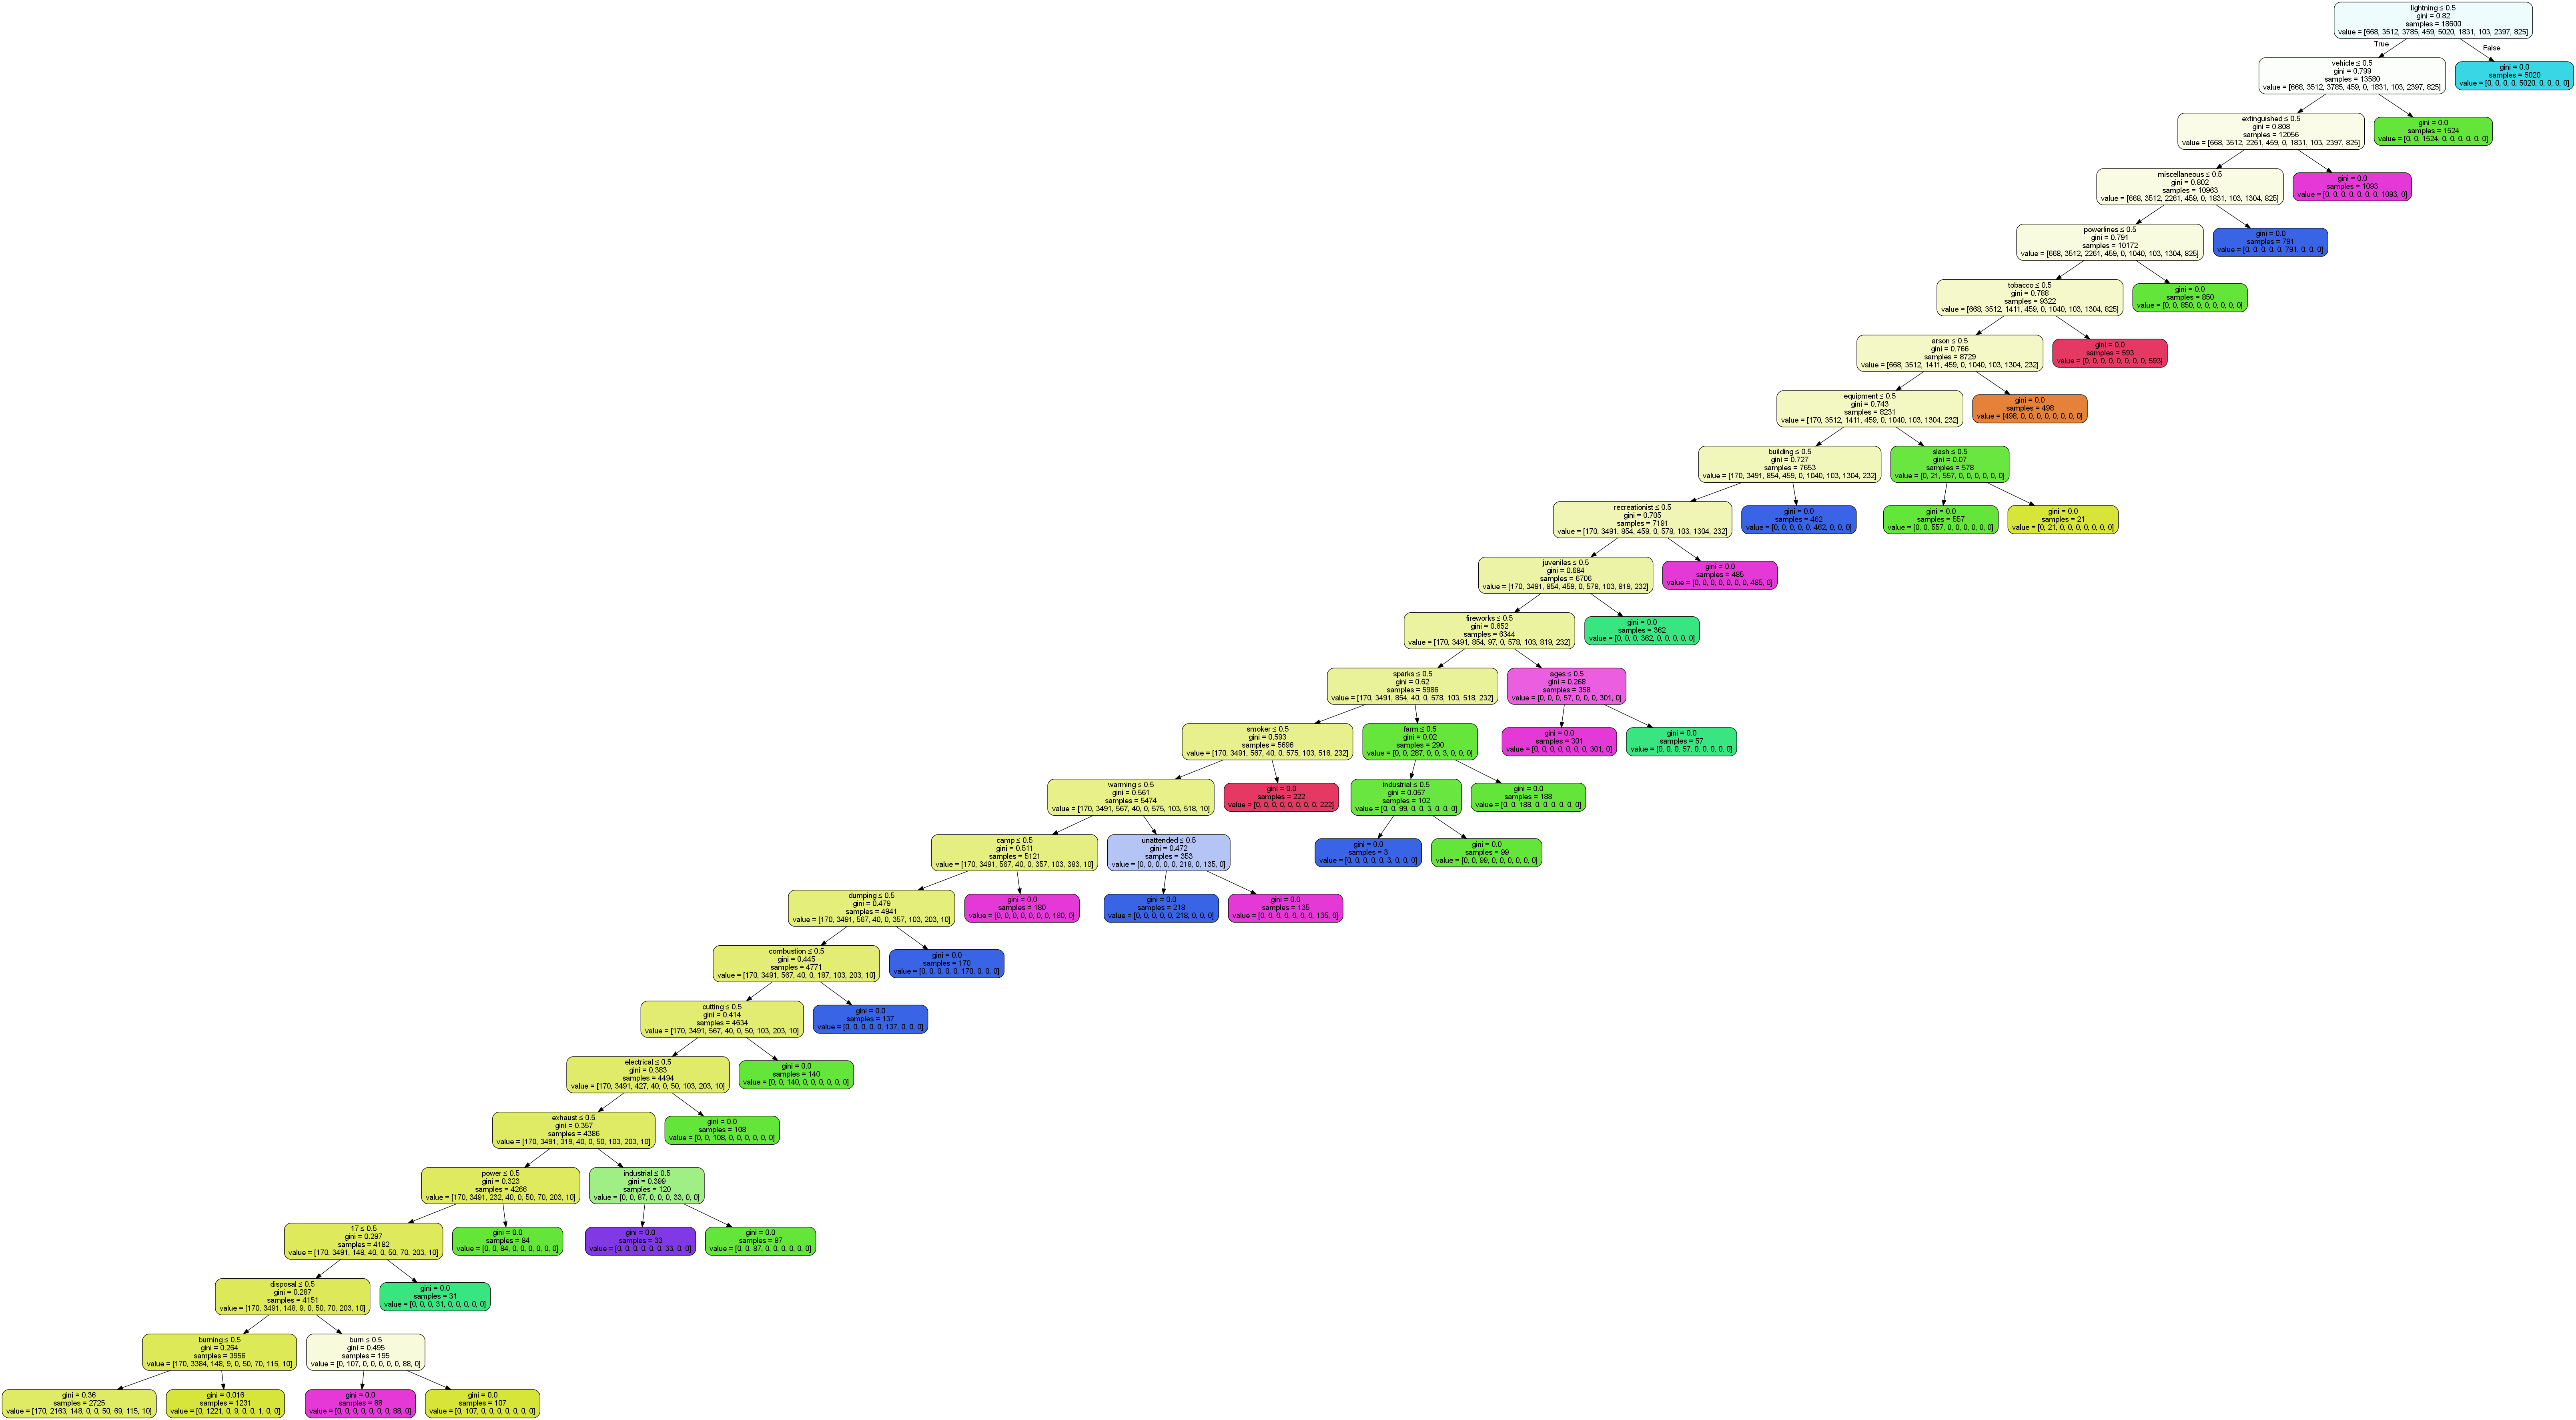 lightning ≤ 0.5
gini = 0.82
samples = 18600
value = [668, 3512, 3785, 459, 5020, 1831, 103, 2397, 825]
True
False
vehicle ≤ 0.5
gini = 0.799
samples = 13580
value = [668, 3512, 3785, 459, 0, 1831, 103, 2397, 825]
gini = 0.0
samples = 5020
value = [0, 0, 0, 0, 5020, 0, 0, 0, 0]
extinguished ≤ 0.5
gini = 0.808
samples = 12056
value = [668, 3512, 2261, 459, 0, 1831, 103, 2397, 825]
gini = 0.0
samples = 1524
value = [0, 0, 1524, 0, 0, 0, 0, 0, 0]
miscellaneous ≤ 0.5
gini = 0.802
samples = 10963
value = [668, 3512, 2261, 459, 0, 1831, 103, 1304, 825]
gini = 0.0
samples = 1093
value = [0, 0, 0, 0, 0, 0, 0, 1093, 0]
powerlines ≤ 0.5
gini = 0.791
samples = 10172
value = [668, 3512, 2261, 459, 0, 1040, 103, 1304, 825]
gini = 0.0
samples = 791
value = [0, 0, 0, 0, 0, 791, 0, 0, 0]
tobacco ≤ 0.5
gini = 0.788
samples = 9322
value = [668, 3512, 1411, 459, 0, 1040, 103, 1304, 825]
gini = 0.0
samples = 850
value = [0, 0, 850, 0, 0, 0, 0, 0, 0]
arson ≤ 0.5
gini = 0.766
samples = 8729
value = [668, 3512, 1411, 459, 0, 1040, 103, 1304, 232]
gini = 0.0
samples = 593
value = [0, 0, 0, 0, 0, 0, 0, 0, 593]
equipment ≤ 0.5
gini = 0.743
samples = 8231
value = [170, 3512, 1411, 459, 0, 1040, 103, 1304, 232]
gini = 0.0
samples = 498
value = [498, 0, 0, 0, 0, 0, 0, 0, 0]
building ≤ 0.5
gini = 0.727
samples = 7653
value = [170, 3491, 854, 459, 0, 1040, 103, 1304, 232]
slash ≤ 0.5
gini = 0.07
samples = 578
value = [0, 21, 557, 0, 0, 0, 0, 0, 0]
recreationist ≤ 0.5
gini = 0.705
samples = 7191
value = [170, 3491, 854, 459, 0, 578, 103, 1304, 232]
gini = 0.0
samples = 462
value = [0, 0, 0, 0, 0, 462, 0, 0, 0]
gini = 0.0
samples = 557
value = [0, 0, 557, 0, 0, 0, 0, 0, 0]
gini = 0.0
samples = 21
value = [0, 21, 0, 0, 0, 0, 0, 0, 0]
juveniles ≤ 0.5
gini = 0.684
samples = 6706
value = [170, 3491, 854, 459, 0, 578, 103, 819, 232]
gini = 0.0
samples = 485
value = [0, 0, 0, 0, 0, 0, 0, 485, 0]
fireworks ≤ 0.5
gini = 0.652
samples = 6344
value = [170, 3491, 854, 97, 0, 578, 103, 819, 232]
gini = 0.0
samples = 362
value = [0, 0, 0, 362, 0, 0, 0, 0, 0]
sparks ≤ 0.5
gini = 0.62
samples = 5986
value = [170, 3491, 854, 40, 0, 578, 103, 518, 232]
ages ≤ 0.5
gini = 0.268
samples = 358
value = [0, 0, 0, 57, 0, 0, 0, 301, 0]
smoker ≤ 0.5
gini = 0.593
samples = 5696
value = [170, 3491, 567, 40, 0, 575, 103, 518, 232]
farm ≤ 0.5
gini = 0.02
samples = 290
value = [0, 0, 287, 0, 0, 3, 0, 0, 0]
gini = 0.0
samples = 301
value = [0, 0, 0, 0, 0, 0, 0, 301, 0]
gini = 0.0
samples = 57
value = [0, 0, 0, 57, 0, 0, 0, 0, 0]
warming ≤ 0.5
gini = 0.561
samples = 5474
value = [170, 3491, 567, 40, 0, 575, 103, 518, 10]
gini = 0.0
samples = 222
value = [0, 0, 0, 0, 0, 0, 0, 0, 222]
industrial ≤ 0.5
gini = 0.057
samples = 102
value = [0, 0, 99, 0, 0, 3, 0, 0, 0]
gini = 0.0
samples = 188
value = [0, 0, 188, 0, 0, 0, 0, 0, 0]
camp ≤ 0.5
gini = 0.511
samples = 5121
value = [170, 3491, 567, 40, 0, 357, 103, 383, 10]
unattended ≤ 0.5
gini = 0.472
samples = 353
value = [0, 0, 0, 0, 0, 218, 0, 135, 0]
gini = 0.0
samples = 3
value = [0, 0, 0, 0, 0, 3, 0, 0, 0]
gini = 0.0
samples = 99
value = [0, 0, 99, 0, 0, 0, 0, 0, 0]
dumping ≤ 0.5
gini = 0.479
samples = 4941
value = [170, 3491, 567, 40, 0, 357, 103, 203, 10]
gini = 0.0
samples = 180
value = [0, 0, 0, 0, 0, 0, 0, 180, 0]
gini = 0.0
samples = 218
value = [0, 0, 0, 0, 0, 218, 0, 0, 0]
gini = 0.0
samples = 135
value = [0, 0, 0, 0, 0, 0, 0, 135, 0]
combustion ≤ 0.5
gini = 0.445
samples = 4771
value = [170, 3491, 567, 40, 0, 187, 103, 203, 10]
gini = 0.0
samples = 170
value = [0, 0, 0, 0, 0, 170, 0, 0, 0]
cutting ≤ 0.5
gini = 0.414
samples = 4634
value = [170, 3491, 567, 40, 0, 50, 103, 203, 10]
gini = 0.0
samples = 137
value = [0, 0, 0, 0, 0, 137, 0, 0, 0]
electrical ≤ 0.5
gini = 0.383
samples = 4494
value = [170, 3491, 427, 40, 0, 50, 103, 203, 10]
gini = 0.0
samples = 140
value = [0, 0, 140, 0, 0, 0, 0, 0, 0]
exhaust ≤ 0.5
gini = 0.357
samples = 4386
value = [170, 3491, 319, 40, 0, 50, 103, 203, 10]
gini = 0.0
samples = 108
value = [0, 0, 108, 0, 0, 0, 0, 0, 0]
power ≤ 0.5
gini = 0.323
samples = 4266
value = [170, 3491, 232, 40, 0, 50, 70, 203, 10]
industrial ≤ 0.5
gini = 0.399
samples = 120
value = [0, 0, 87, 0, 0, 0, 33, 0, 0]
17 ≤ 0.5
gini = 0.297
samples = 4182
value = [170, 3491, 148, 40, 0, 50, 70, 203, 10]
gini = 0.0
samples = 84
value = [0, 0, 84, 0, 0, 0, 0, 0, 0]
gini = 0.0
samples = 33
value = [0, 0, 0, 0, 0, 0, 33, 0, 0]
gini = 0.0
samples = 87
value = [0, 0, 87, 0, 0, 0, 0, 0, 0]
disposal ≤ 0.5
gini = 0.287
samples = 4151
value = [170, 3491, 148, 9, 0, 50, 70, 203, 10]
gini = 0.0
samples = 31
value = [0, 0, 0, 31, 0, 0, 0, 0, 0]
burning ≤ 0.5
gini = 0.264
samples = 3956
value = [170, 3384, 148, 9, 0, 50, 70, 115, 10]
burn ≤ 0.5
gini = 0.495
samples = 195
value = [0, 107, 0, 0, 0, 0, 0, 88, 0]
gini = 0.36
samples = 2725
value = [170, 2163, 148, 0, 0, 50, 69, 115, 10]
gini = 0.016
samples = 1231
value = [0, 1221, 0, 9, 0, 0, 1, 0, 0]
gini = 0.0
samples = 88
value = [0, 0, 0, 0, 0, 0, 0, 88, 0]
gini = 0.0
samples = 107
value = [0, 107, 0, 0, 0, 0, 0, 0, 0]